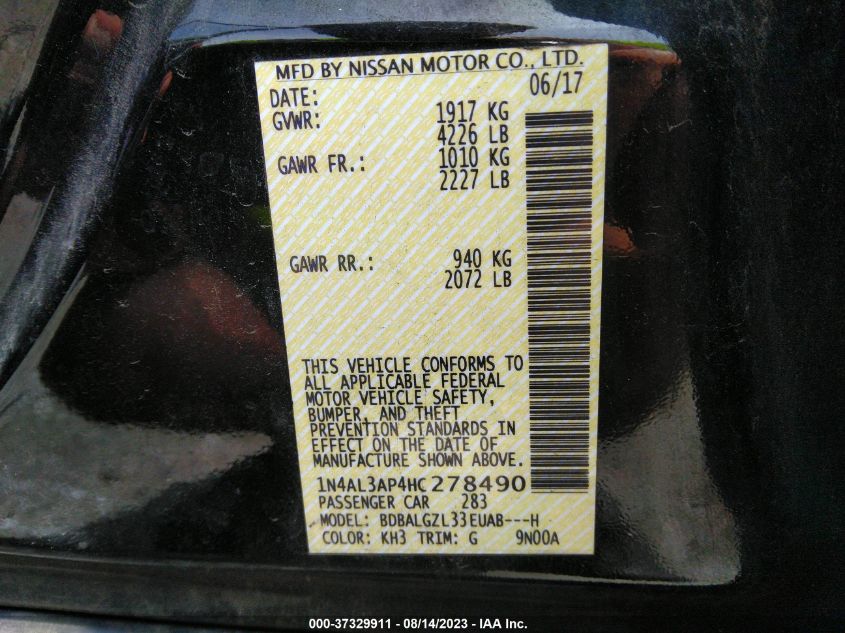 MFD BY NISSAN MOTOR CO., LTD.
DATE: 06/17
GVWR: 1917 KG
4226 LB
GAWR FR.: 1010 KG
2227 LB
GAWR RR.: 940 KG
2072 LB
THIS VEHICLE CONFORMS TO
ALL APPLICABLE FEDERAL
MOTOR VEHICLE SAFETY,
BUMPER, AND THEFT
PREVENTION STANDARDS IN
EFFECT ON THE DATE OF
MANUFACTURE SHOWN ABOVE.
1N4AL3AP4HC278490
PASSENGER CAR 283
MODEL: BDBALGZL33EUAB---H
COLOR: KH3 TRIM: G 9N00A
000-37329911 - 08/14/2023 - IAA Inc.